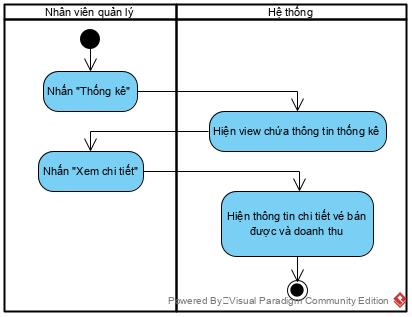 Nhân viên quản lý
Hệ thống
Nhấn "Thống kê"
Hiện view chứa thông tin thống kê
Nhấn "Xem chi tiết"
Hiện thông tin chi tiết vé bán
được và doanh thu
Powered By Visual Paradigm Community Edition